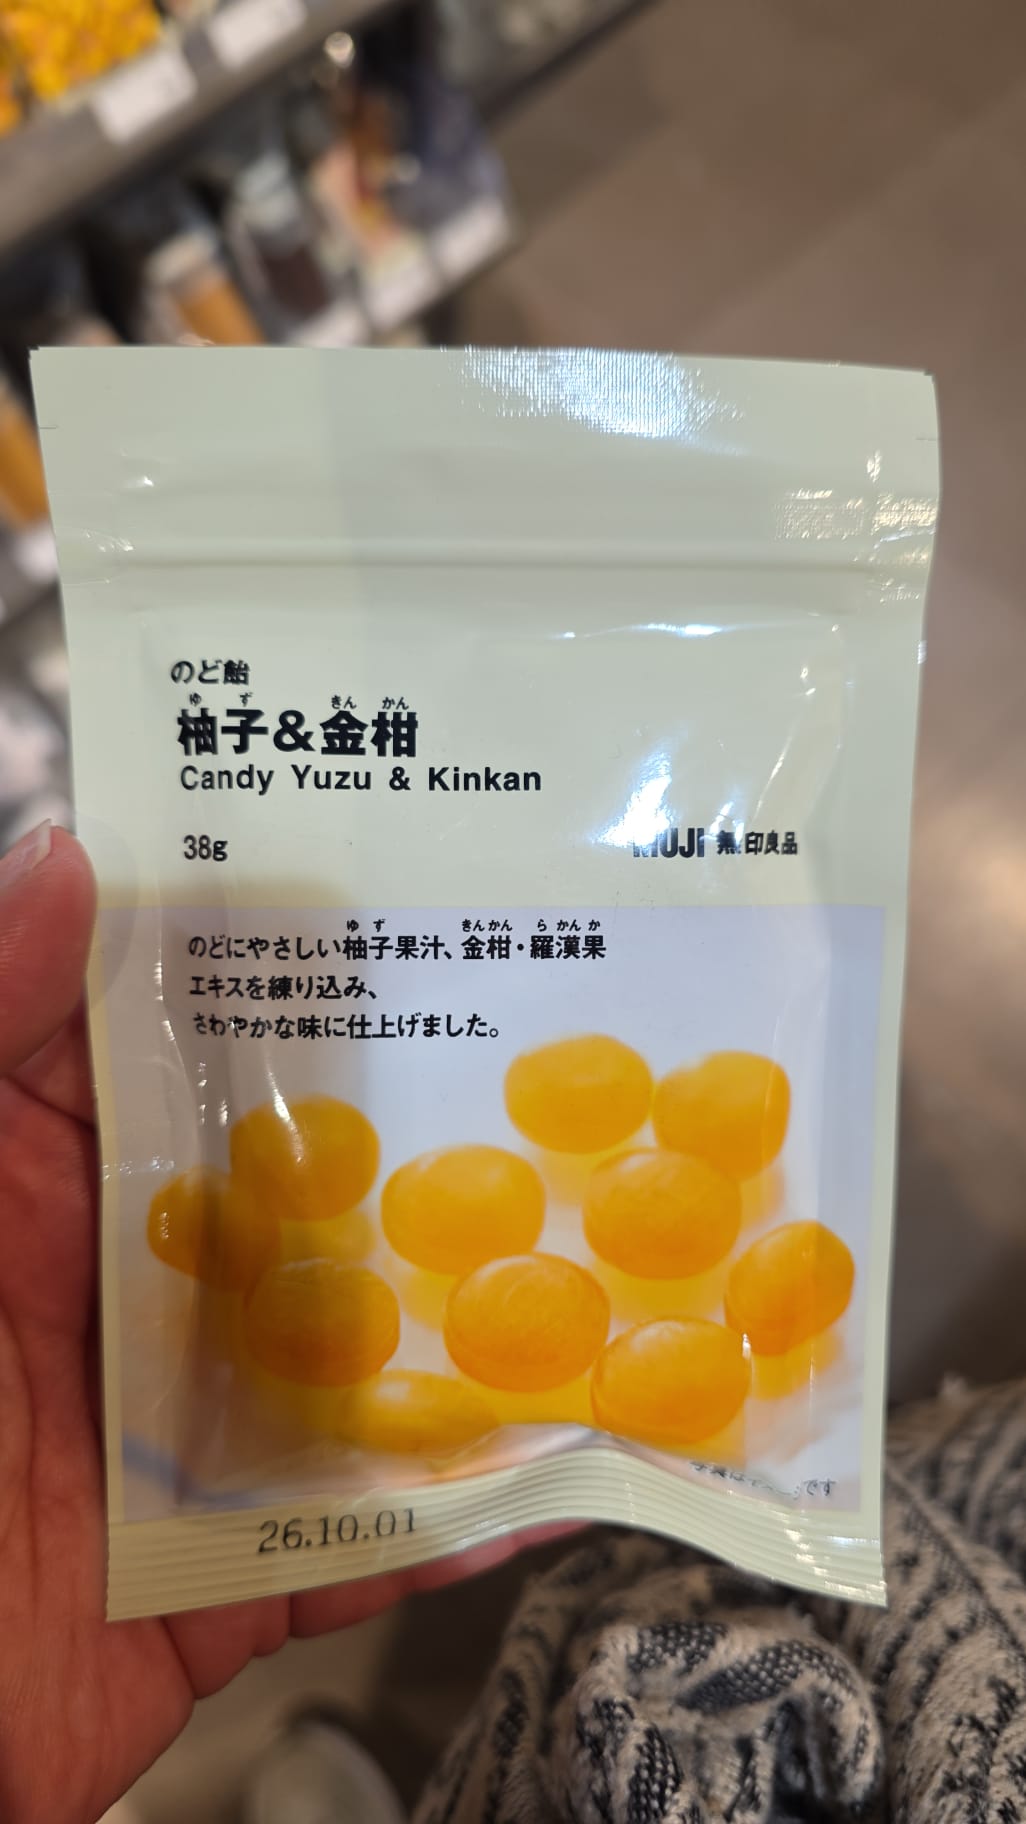 のど飴
ゆ ず きん かん
柚子&金柑
Candy Yuzu & Kinkan
38g
MUJI 無印良品
ゆ ず きんかん らかんか
のどにやさしい柚子果汁、金柑・羅漢果
エキスを練り込み、
さわやかな味に仕上げました。
です
26.10.01